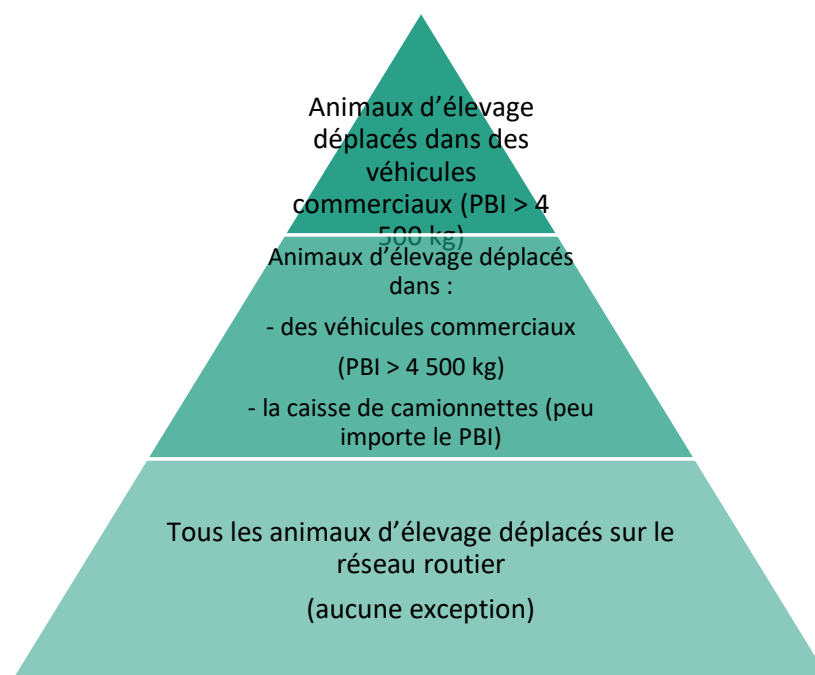 Animaux d’élevage
déplacés dans des
véhicules
commerciaux (PBI > 4
500 kg)
Animaux d’élevage déplacés
dans :
- des véhicules commerciaux
(PBI > 4 500 kg)
- la caisse de camionnettes (peu
importe le PBI)
Tous les animaux d’élevage déplacés sur le
réseau routier
(aucune exception)